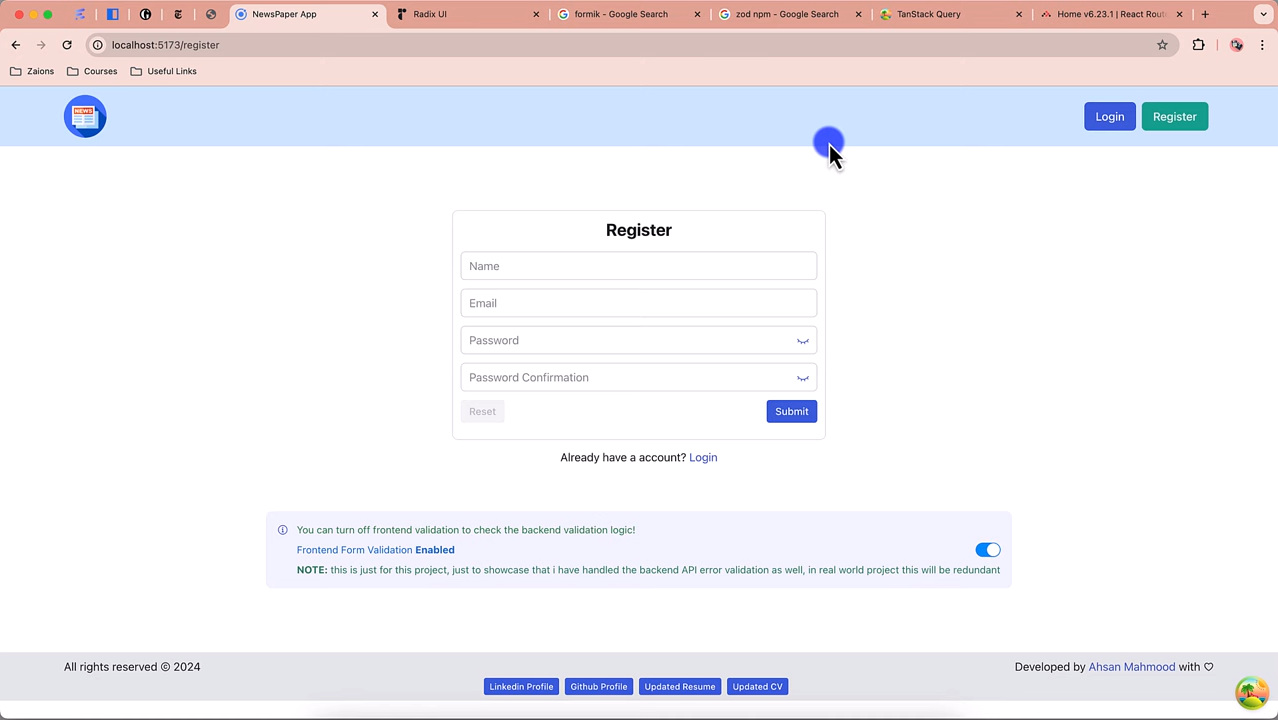 NewsPaper App
Radix UI
formik - Google Search
zod npm - Google Search
TanStack Query
Home v6.23.1 | React Rout
localhost:5173/register
Zaions
Courses
Useful Links
NEWS
Login
Register
Register
Name
Email
Password
Password Confirmation
Reset
Submit
Already have a account? Login
You can turn off frontend validation to check the backend validation logic!
Frontend Form Validation Enabled
NOTE: this is just for this project, just to showcase that i have handled the backend API error validation as well, in real world project this will be redundant
All rights reserved © 2024
Developed by Ahsan Mahmood with ♡
Linkedin Profile
Github Profile
Updated Resume
Updated CV